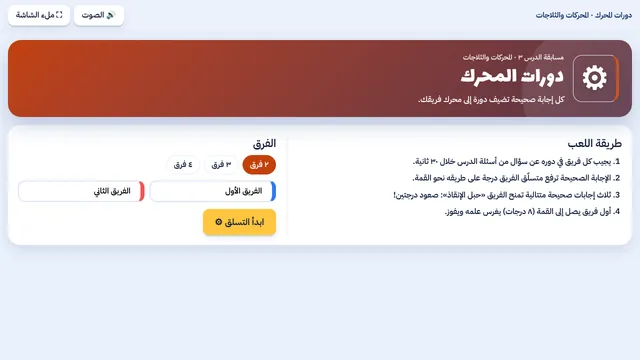 دورات المحرك - المحركات والثلاجات
🔊 الصوت
⛶ ملء الشاشة
مسابقة الدرس ٣ - المحركات والثلاجات
دورات المحرك
كل إجابة صحيحة تضيف دورة إلى محرك فريقك.
طريقة اللعب
1. يجيب كل فريق في دوره عن سؤال من أسئلة الدرس خلال ٣٠ ثانية.
2. الإجابة الصحيحة ترفع متسلّق الفريق درجة على طريقه نحو القمة.
3. ثلاث إجابات صحيحة متتالية تمنح الفريق «حبل الإنقاذ»: صعود درجتين!
4. أول فريق يصل إلى القمة (٨ درجات) يغرس علمه ويفوز.
الفرق
٢ فرق
٣ فرق
٤ فرق
الفريق الأول
الفريق الثاني
ابدأ التسلق ⚙